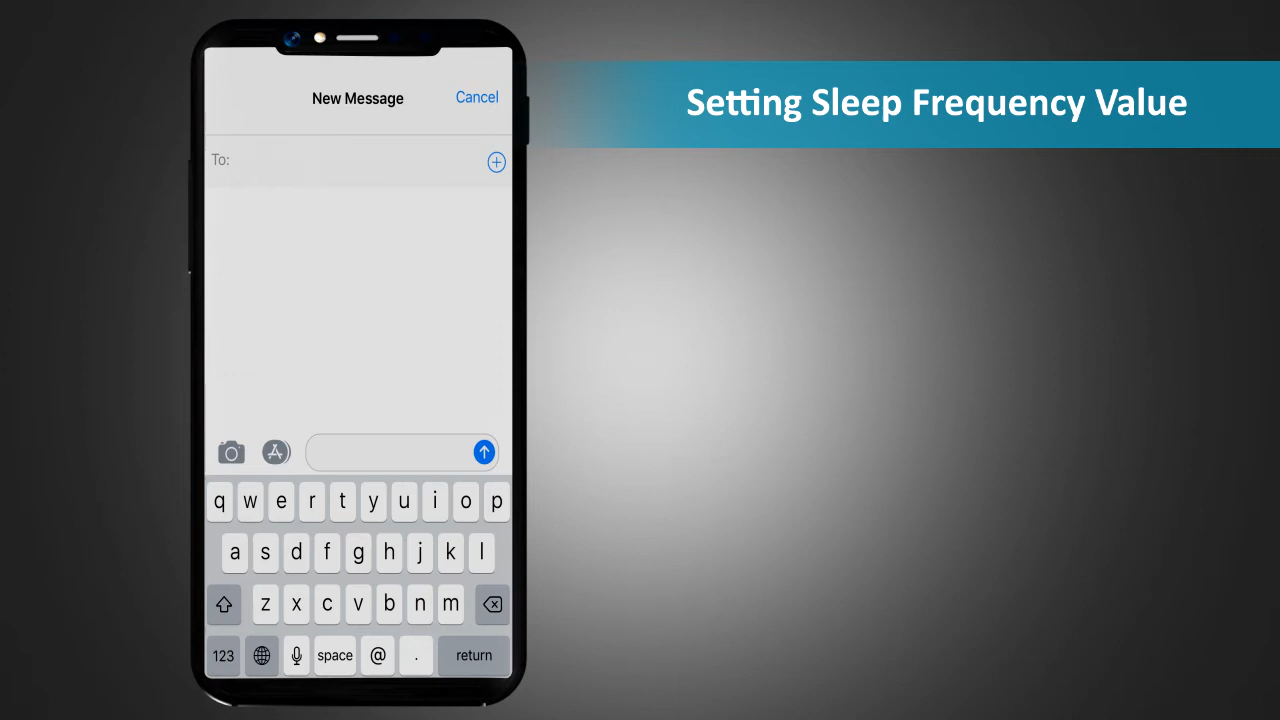 Setting Sleep Frequency Value
New Message
Cancel
To:
q w e r t y u i o p
a s d f g h j k l
z x c v b n m
123 space @ . return